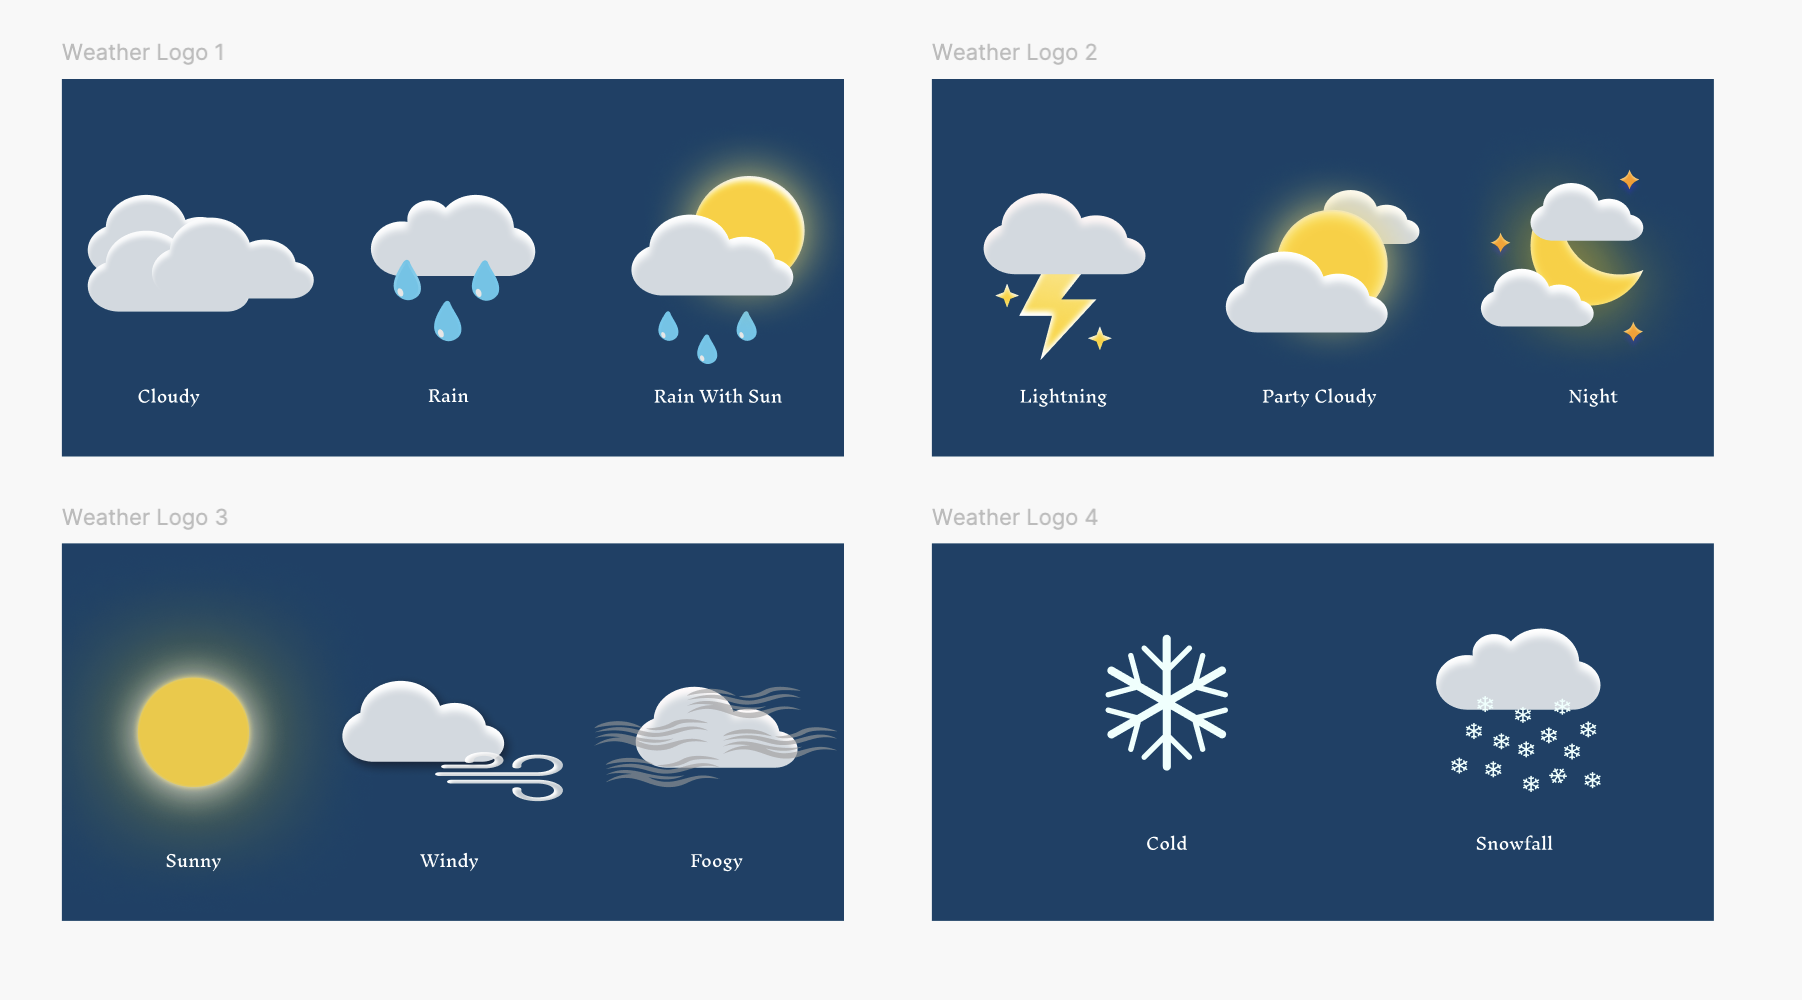 Weather Logo 1
Weather Logo 2
Cloudy
Rain
Rain With Sun
Lightning
Party Cloudy
Night
Weather Logo 3
Weather Logo 4
Sunny
Windy
Foogy
Cold
Snowfall